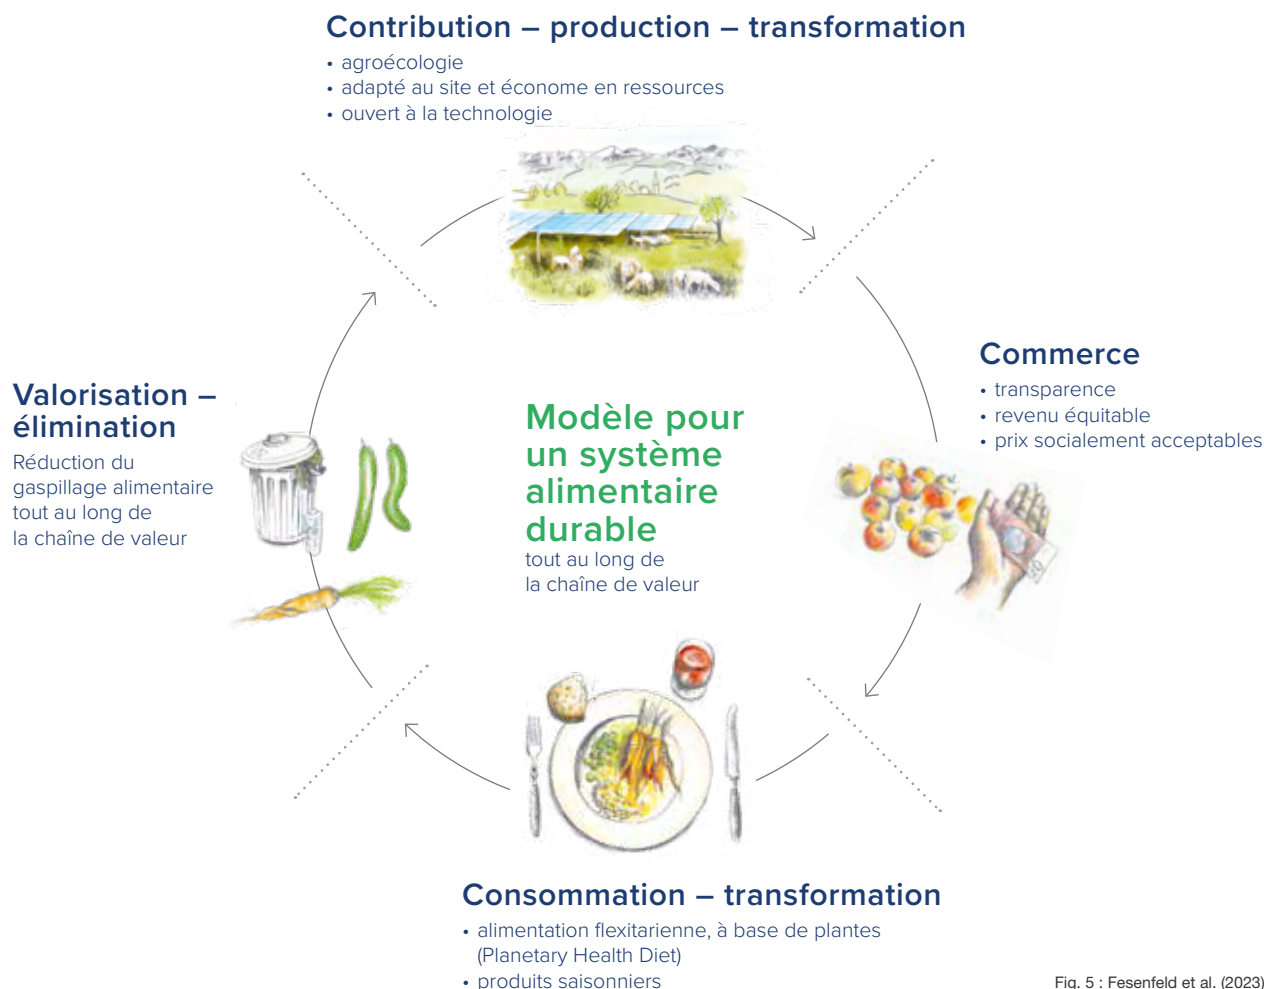 Contribution – production – transformation
• agroécologie
• adapté au site et économe en ressources
• ouvert à la technologie
Commerce
• transparence
• revenu équitable
• prix socialement acceptables
Valorisation –
élimination
Réduction du
gaspillage alimentaire
tout au long de
la chaîne de valeur
Modèle pour
un système
alimentaire
durable
tout au long de
la chaîne de valeur
Consommation – transformation
• alimentation flexitarienne, à base de plantes
(Planetary Health Diet)
• produits saisonniers
Fig. 5 : Fesenfeld et al. (2023)